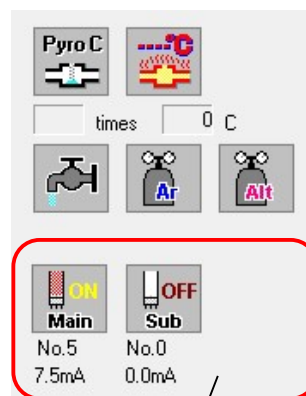 Pyro C
----°C
times 0 C
Ar Alt
ON OFF
Main Sub
No.5 No.0
7.5mA 0.0mA